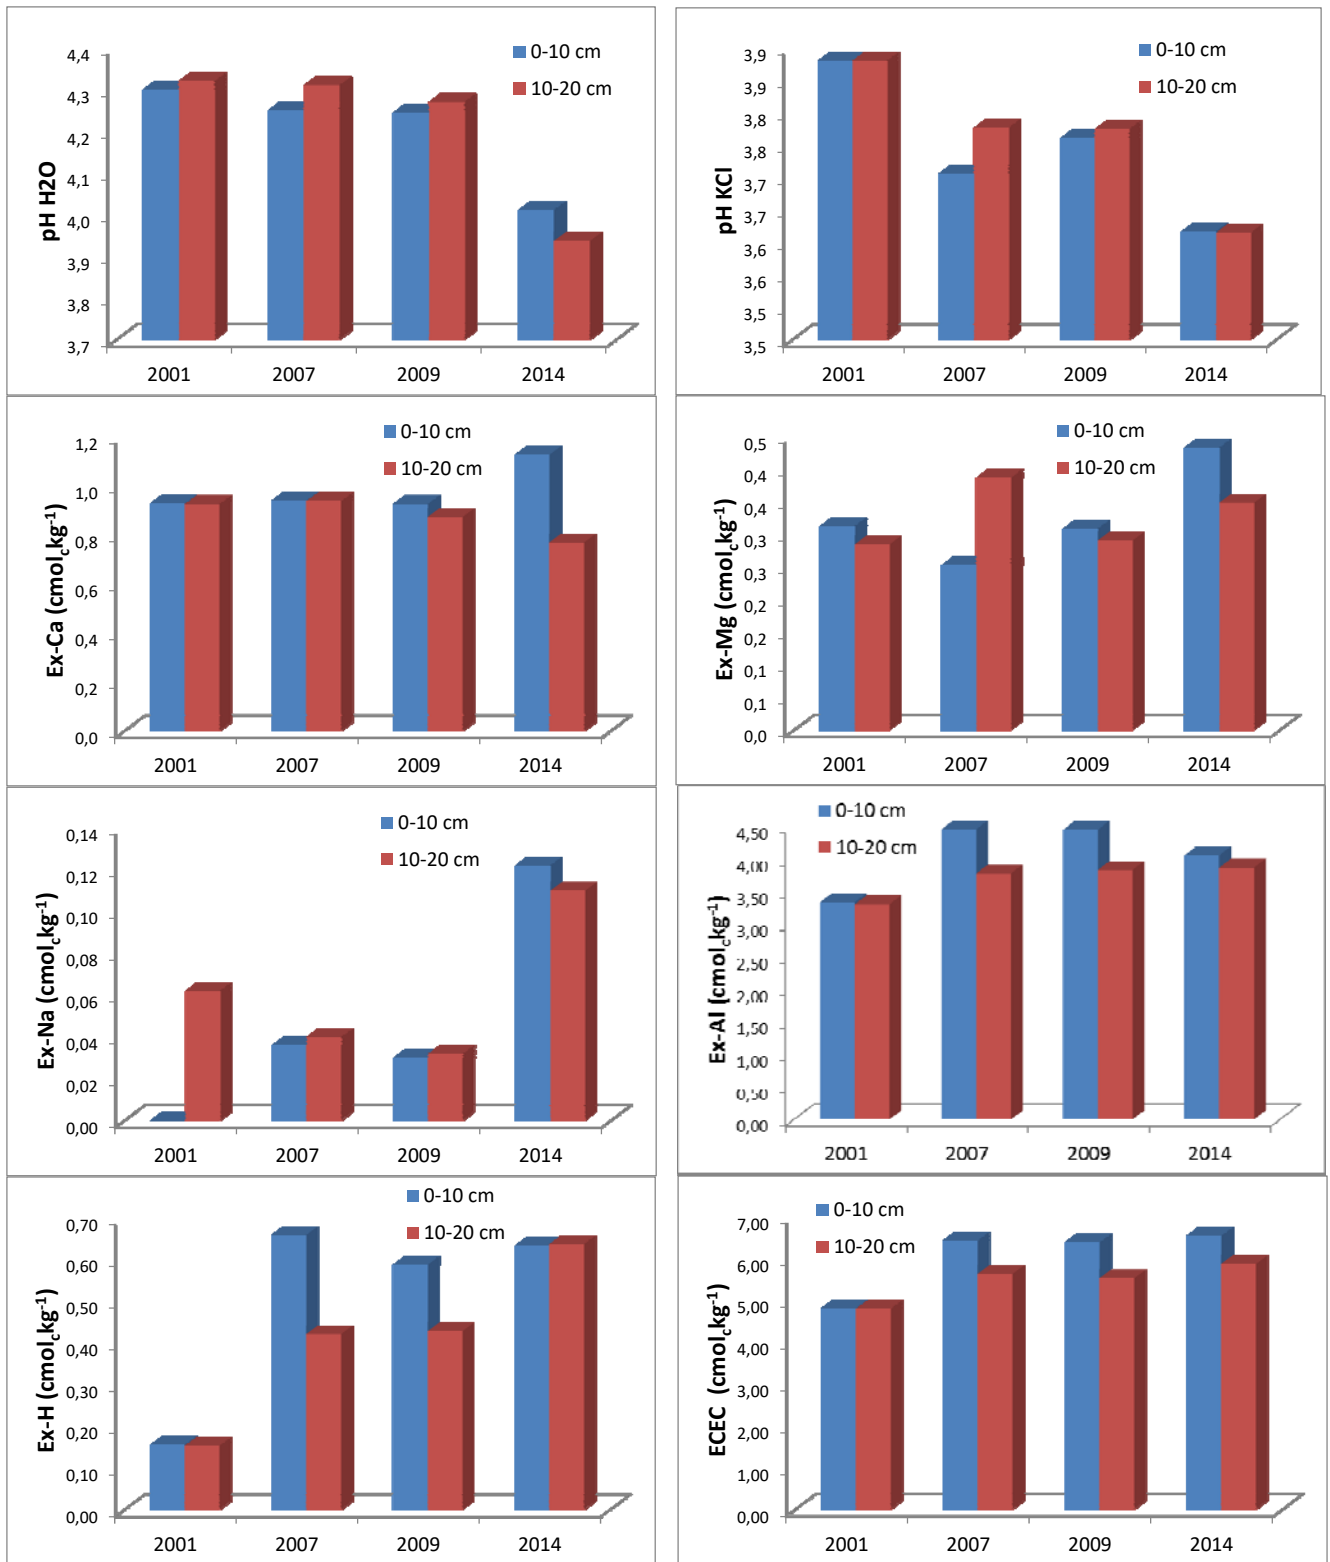 0-10 cm
10-20 cm
4,4
4,3
4,2
4,1
4,0
3,9
3,8
3,7
pH H2O
2001 2007 2009 2014
0-10 cm
10-20 cm
3,9
3,9
3,8
3,8
3,7
3,7
3,6
3,6
3,5
3,5
pH KCl
2001 2007 2009 2014
0-10 cm
10-20 cm
1,2
1,0
0,8
0,6
0,4
0,2
0,0
Ex-Ca (cmolckg-1)
2001 2007 2009 2014
0-10 cm
10-20 cm
0,5
0,4
0,4
0,3
0,3
0,2
0,2
0,1
0,1
0,0
Ex-Mg (cmolckg-1)
2001 2007 2009 2014
0-10 cm
10-20 cm
0,14
0,12
0,10
0,08
0,06
0,04
0,02
0,00
Ex-Na (cmolckg-1)
2001 2007 2009 2014
0-10 cm
10-20 cm
4,50
4,00
3,50
3,00
2,50
2,00
1,50
1,00
0,50
0,00
Ex-Al (cmolckg-1)
2001 2007 2009 2014
0-10 cm
10-20 cm
0,70
0,60
0,50
0,40
0,30
0,20
0,10
0,00
Ex-H (cmolckg-1)
2001 2007 2009 2014
0-10 cm
10-20 cm
7,00
6,00
5,00
4,00
3,00
2,00
1,00
0,00
ECEC (cmolckg-1)
2001 2007 2009 2014